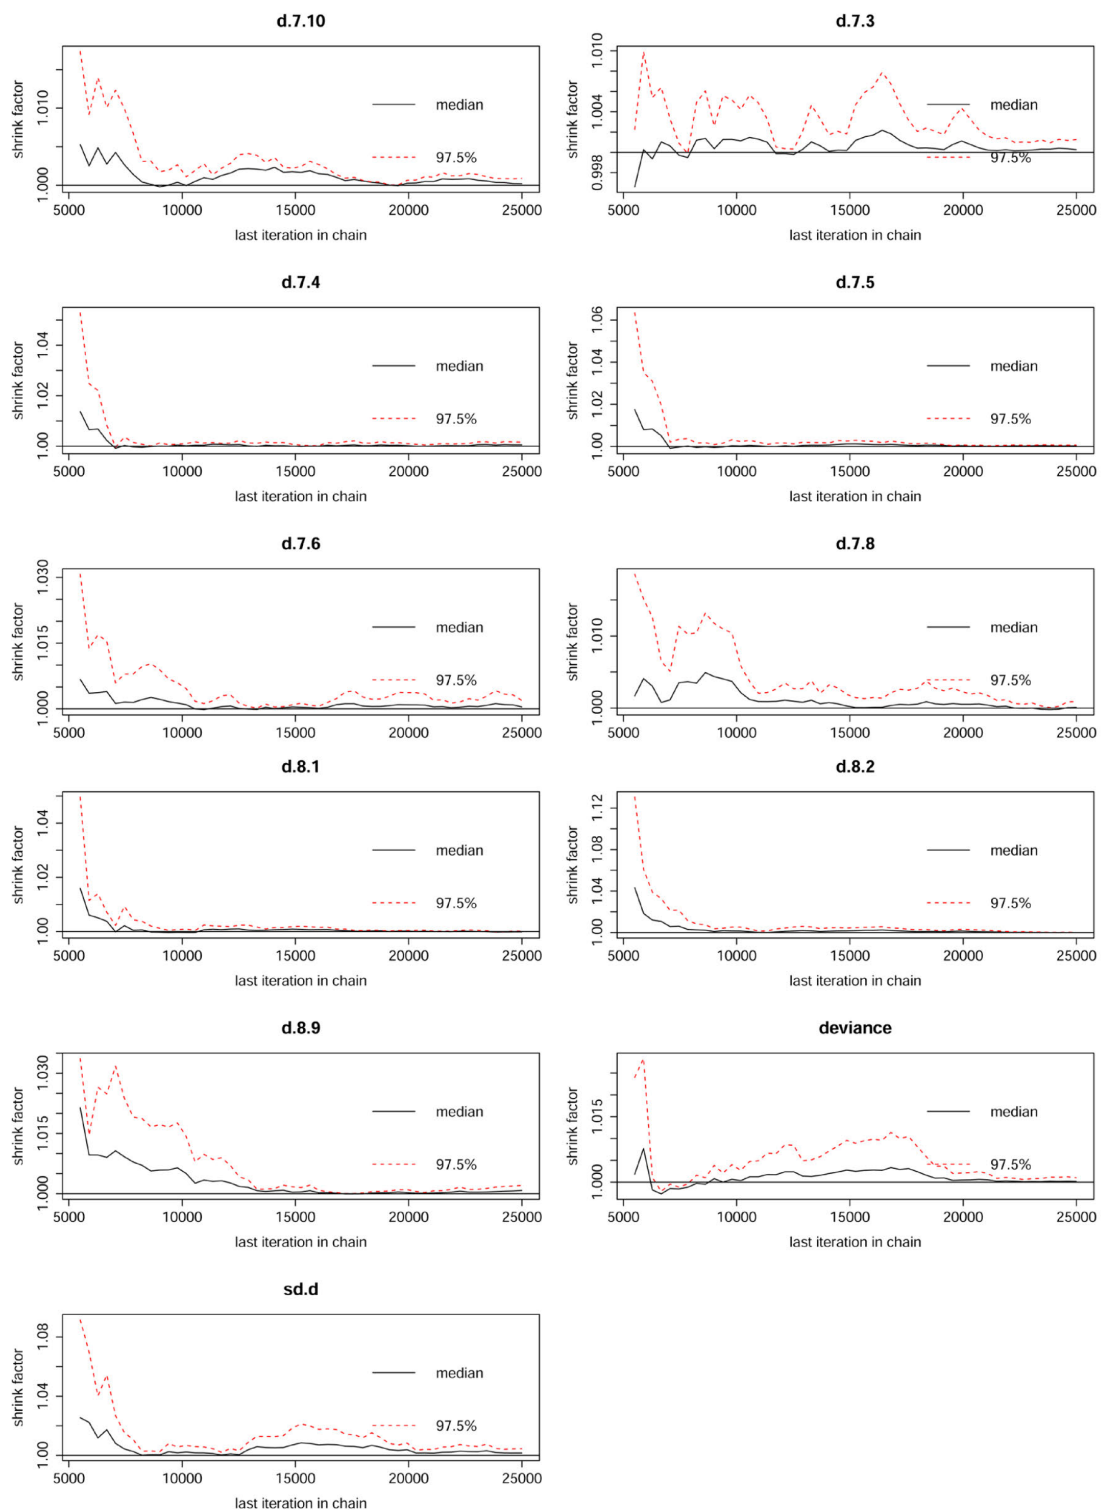 d.7.10
shrink factor
1.000 1.010
median
97.5%
5000 10000 15000 20000 25000
last iteration in chain
d.7.3
shrink factor
0.998 1.004 1.010
median
97.5%
5000 10000 15000 20000 25000
last iteration in chain
d.7.4
shrink factor
1.00 1.02 1.04
median
97.5%
5000 10000 15000 20000 25000
last iteration in chain
d.7.5
shrink factor
1.00 1.02 1.04 1.06
median
97.5%
5000 10000 15000 20000 25000
last iteration in chain
d.7.6
shrink factor
1.000 1.015 1.030
median
97.5%
5000 10000 15000 20000 25000
last iteration in chain
d.7.8
shrink factor
1.000 1.010
median
97.5%
5000 10000 15000 20000 25000
last iteration in chain
d.8.1
shrink factor
1.00 1.02 1.04
median
97.5%
5000 10000 15000 20000 25000
last iteration in chain
d.8.2
shrink factor
1.00 1.04 1.08 1.12
median
97.5%
5000 10000 15000 20000 25000
last iteration in chain
d.8.9
shrink factor
1.000 1.015 1.030
median
97.5%
5000 10000 15000 20000 25000
last iteration in chain
deviance
shrink factor
1.000 1.015
median
97.5%
5000 10000 15000 20000 25000
last iteration in chain
sd.d
shrink factor
1.00 1.04 1.08
median
97.5%
5000 10000 15000 20000 25000
last iteration in chain